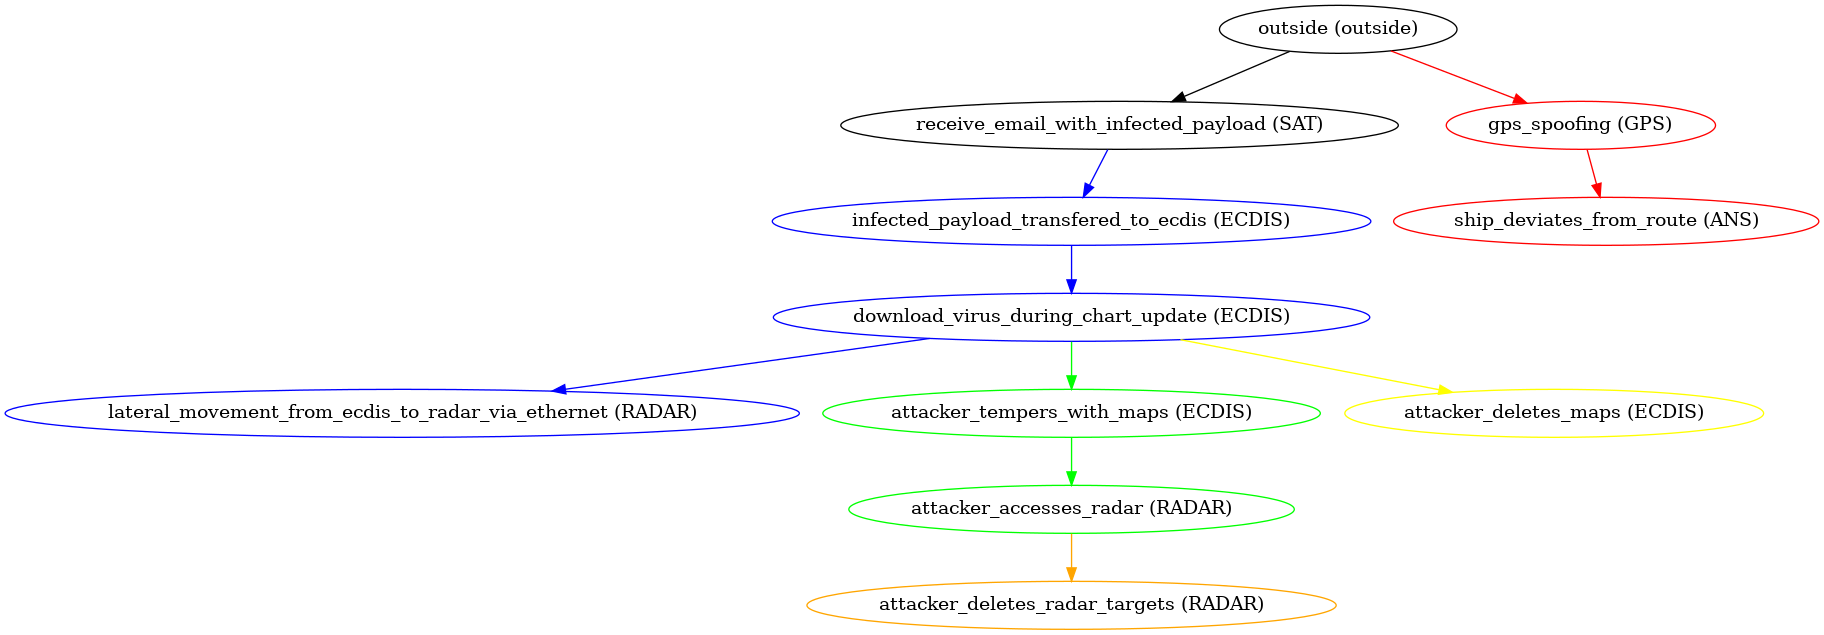 outside (outside)
receive_email_with_infected_payload (SAT)
gps_spoofing (GPS)
infected_payload_transfered_to_ecdis (ECDIS)
ship_deviates_from_route (ANS)
download_virus_during_chart_update (ECDIS)
lateral_movement_from_ecdis_to_radar_via_ethernet (RADAR)
attacker_tempers_with_maps (ECDIS)
attacker_deletes_maps (ECDIS)
attacker_accesses_radar (RADAR)
attacker_deletes_radar_targets (RADAR)